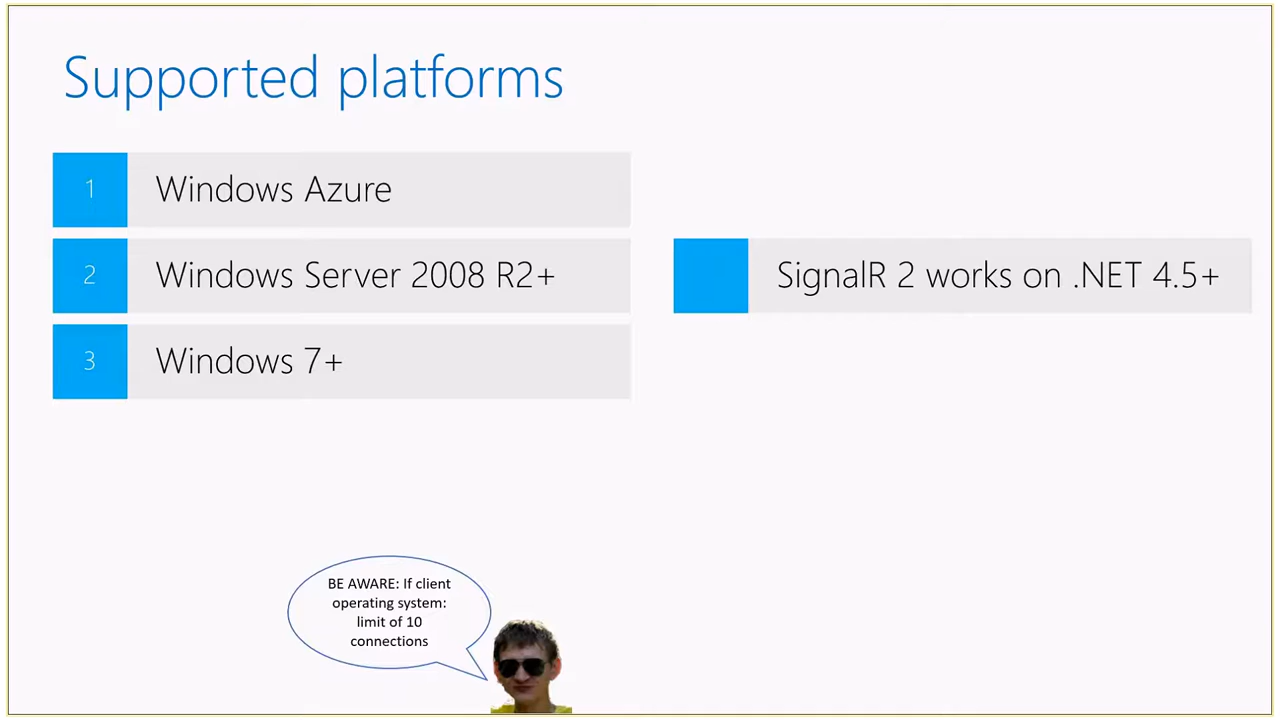 Supported platforms
1 Windows Azure
2 Windows Server 2008 R2+
3 Windows 7+
SignalR 2 works on .NET 4.5+
BE AWARE: If client
operating system:
limit of 10
connections